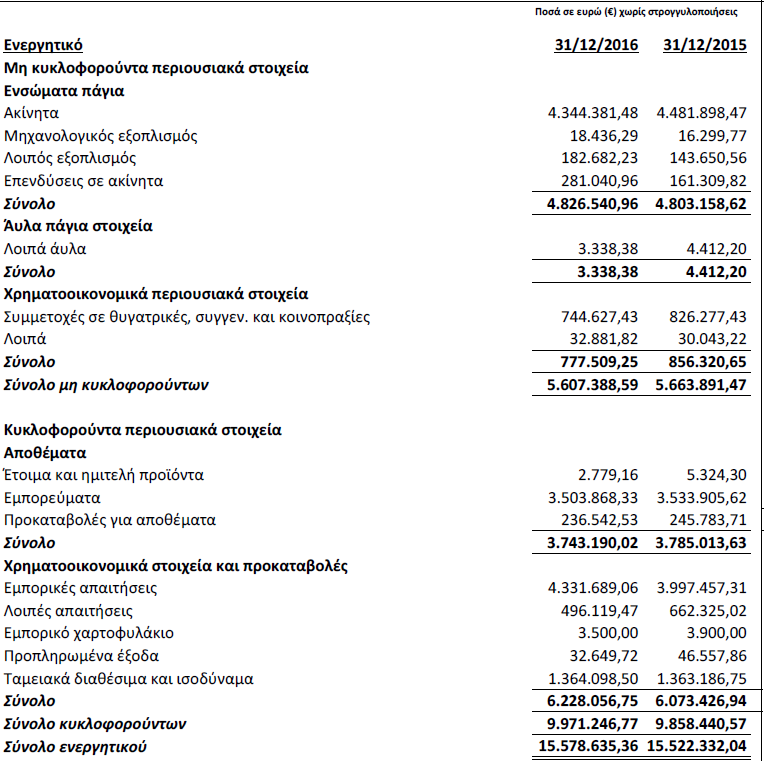 Ποσά σε ευρώ (€) χωρίς στρογγυλοποιήσεις
Ενεργητικό 31/12/2016 31/12/2015
Μη κυκλοφορούντα περιουσιακά στοιχεία
Ενσώματα πάγια
Ακίνητα 4.344.381,48 4.481.898,47
Μηχανολογικός εξοπλισμός 18.436,29 16.299,77
Λοιπός εξοπλισμός 182.682,23 143.650,56
Επενδύσεις σε ακίνητα 281.040,96 161.309,82
Σύνολο 4.826.540,96 4.803.158,62
Άυλα πάγια στοιχεία
Λοιπά άυλα 3.338,38 4.412,20
Σύνολο 3.338,38 4.412,20
Χρηματοοικονομικά περιουσιακά στοιχεία
Συμμετοχές σε θυγατρικές, συγγεν. και κοινοπραξίες 744.627,43 826.277,43
Λοιπά 32.881,82 30.043,22
Σύνολο 777.509,25 856.320,65
Σύνολο μη κυκλοφορούντων 5.607.388,59 5.663.891,47
Κυκλοφορούντα περιουσιακά στοιχεία
Αποθέματα
Έτοιμα και ημιτελή προϊόντα 2.779,16 5.324,30
Εμπορεύματα 3.503.868,33 3.533.905,62
Προκαταβολές για αποθέματα 236.542,53 245.783,71
Σύνολο 3.743.190,02 3.785.013,63
Χρηματοοικονομικά στοιχεία και προκαταβολές
Εμπορικές απαιτήσεις 4.331.689,06 3.997.457,31
Λοιπές απαιτήσεις 496.119,47 662.325,02
Εμπορικό χαρτοφυλάκιο 3.500,00 3.900,00
Προπληρωμένα έξοδα 32.649,72 46.557,86
Ταμειακά διαθέσιμα και ισοδύναμα 1.364.098,50 1.363.186,75
Σύνολο 6.228.056,75 6.073.426,94
Σύνολο κυκλοφορούντων 9.971.246,77 9.858.440,57
Σύνολο ενεργητικού 15.578.635,36 15.522.332,04